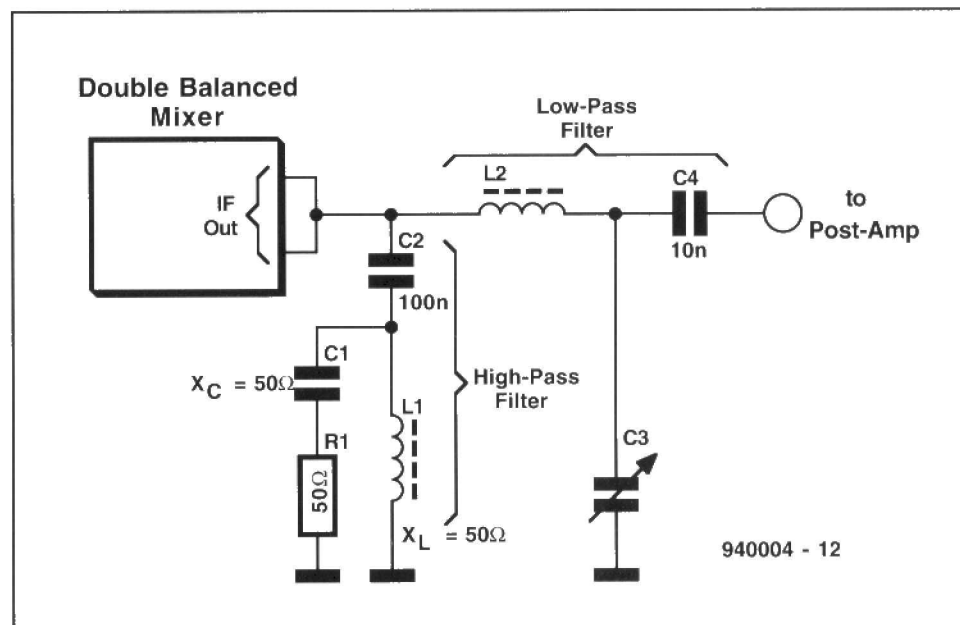 Double Balanced
Mixer
IF
Out
Low-Pass
Filter
L2
C4
10n
to
Post-Amp
C2
100n
C1
X_C = 50Ω
High-Pass
Filter
L1
R1
50Ω
X_L = 50Ω
C3
940004 - 12